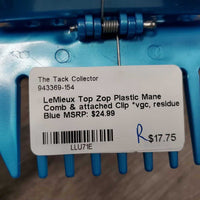 The Tack Collector
943369-154
LeMieux Top Zop Plastic Mane
Comb & attached Clip *vgc, residue
Blue MSRP: $24.99
R$17.75
LLU71E